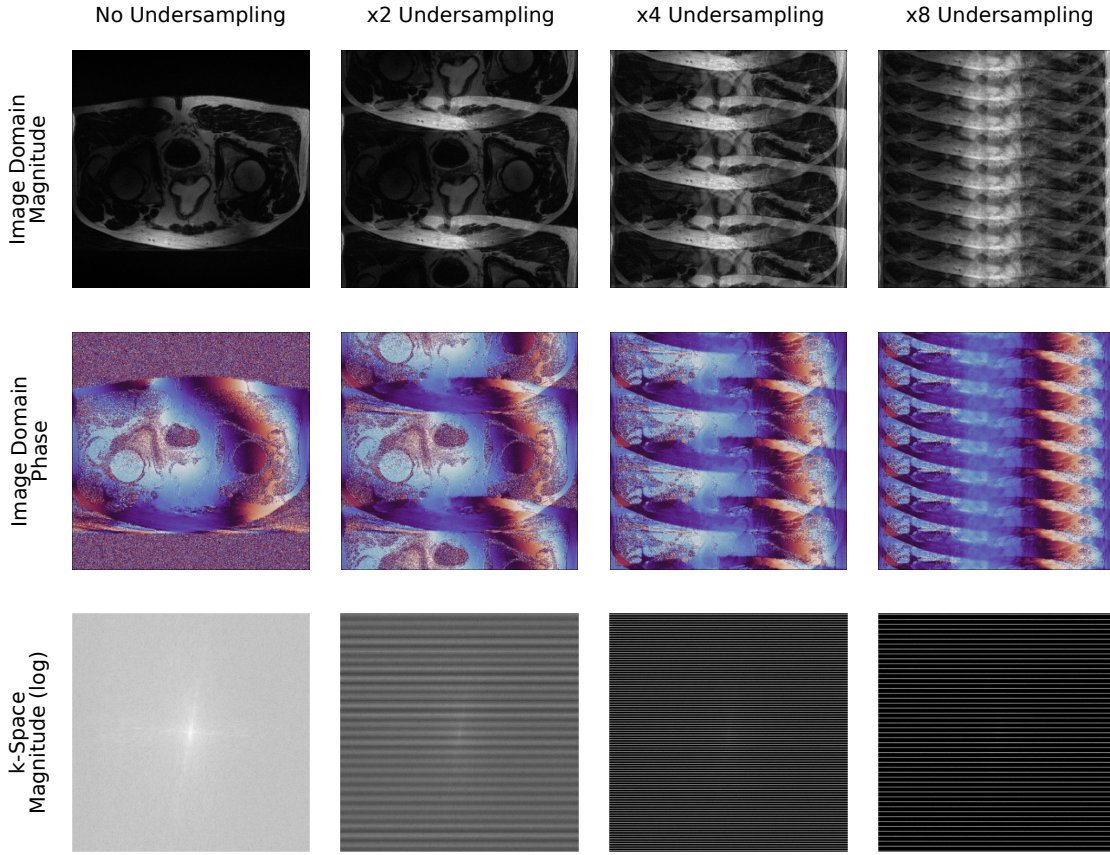 No Undersampling
x2 Undersampling
x4 Undersampling
x8 Undersampling
Image Domain
Magnitude
Image Domain
Phase
k-Space
Magnitude (log)